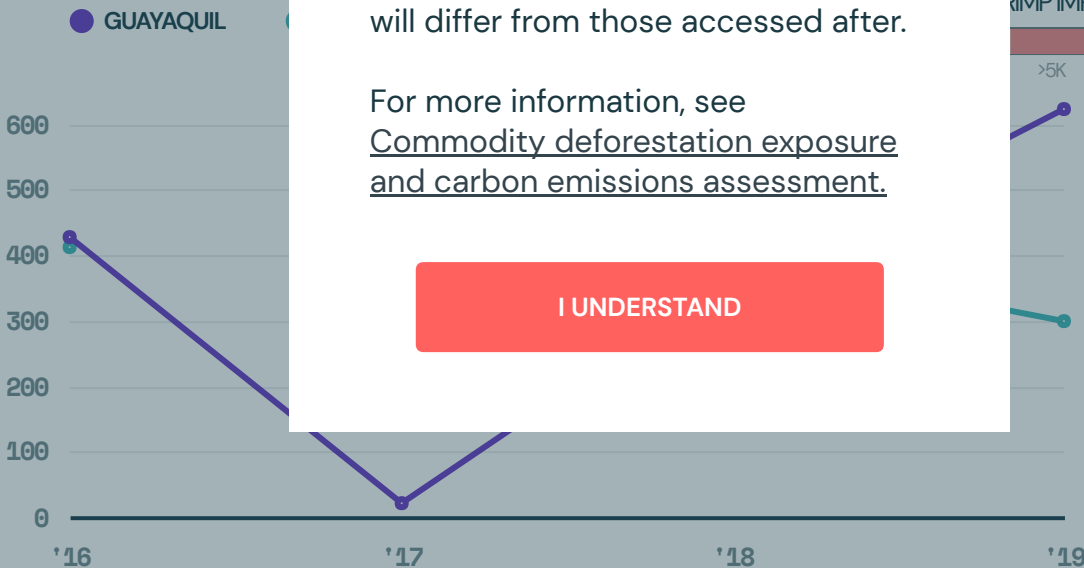 GUAYAQUIL
will differ from those accessed after.
>5K
For more information, see
Commodity deforestation exposure
and carbon emissions assessment.
I UNDERSTAND
600
500
400
300
200
100
0
'16
'17
'18
'19